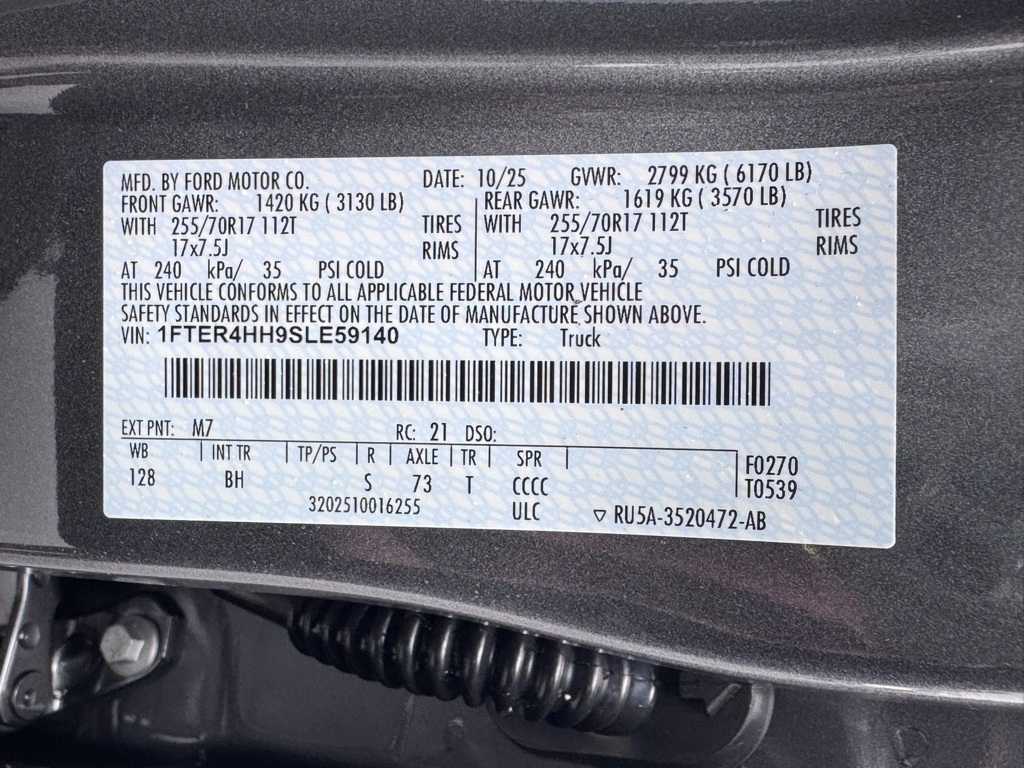 MFD. BY FORD MOTOR CO. DATE: 10/25 GVWR: 2799 KG ( 6170 LB)
FRONT GAWR: 1420 KG ( 3130 LB) REAR GAWR: 1619 KG ( 3570 LB)
WITH 255/70R17 112T TIRES WITH 255/70R17 112T TIRES
17x7.5J RIMS 17x7.5J RIMS
AT 240 kPa/ 35 PSI COLD AT 240 kPa/ 35 PSI COLD
THIS VEHICLE CONFORMS TO ALL APPLICABLE FEDERAL MOTOR VEHICLE
SAFETY STANDARDS IN EFFECT ON THE DATE OF MANUFACTURE SHOWN ABOVE.
VIN: 1FTER4HH9SLE59140 TYPE: Truck
EXT PNT: M7 RC: 21 DSO:
WB INT TR TP/PS R AXLE TR SPR F0270
128 BH S 73 T CCCC T0539
3202510016255 ULC ▽ RU5A-3520472-AB